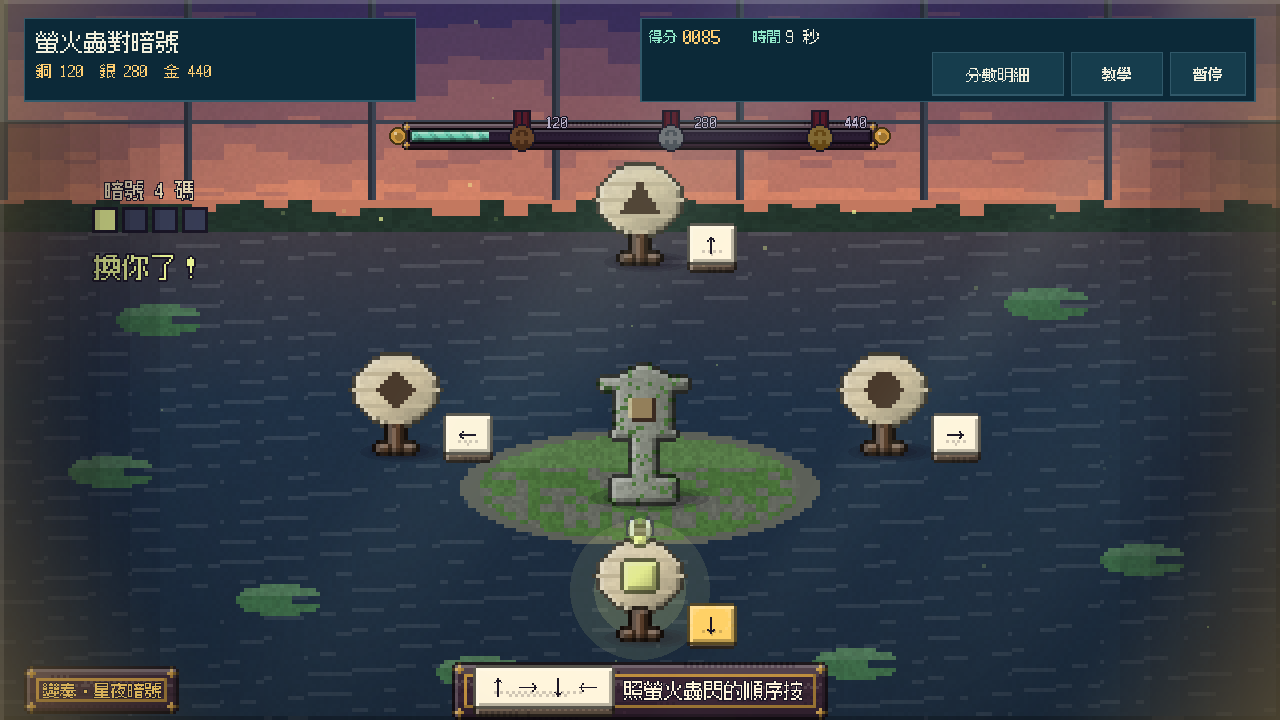 螢火蟲對暗號
銅 120 銀 280 金 440
得分 0085 時間 9 秒
分數明細
教學
暫停
120
280
440
暗號 4 碼
換你了！
↑
←
→
↓
變奏·星夜暗號
↑ → ↓ ← 照螢火蟲閃的順序按